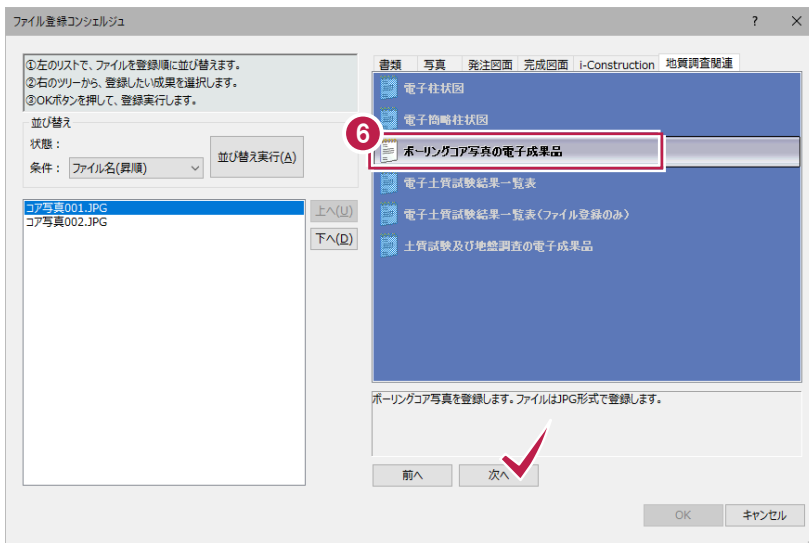 ファイル登録コンシェルジュ
?
×
①左のリストで、ファイルを登録順に並び替えます。
②右のツリーから、登録したい成果を選択します。
③OKボタンを押して、登録実行します。
並び替え
状態：
条件： ファイル名(昇順)
並び替え実行(A)
コア写真001.JPG
コア写真002.JPG
上へ(U)
下へ(D)
書類 写真 発注図面 完成図面 i-Construction 地質調査関連
電子柱状図
電子簡略柱状図
6
ボーリングコア写真の電子成果品
電子土質試験結果一覧表
電子土質試験結果一覧表(ファイル登録のみ)
土質試験及び地盤調査の電子成果品
ボーリングコア写真を登録します。ファイルはJPG形式で登録します。
前へ 次へ
OK キャンセル